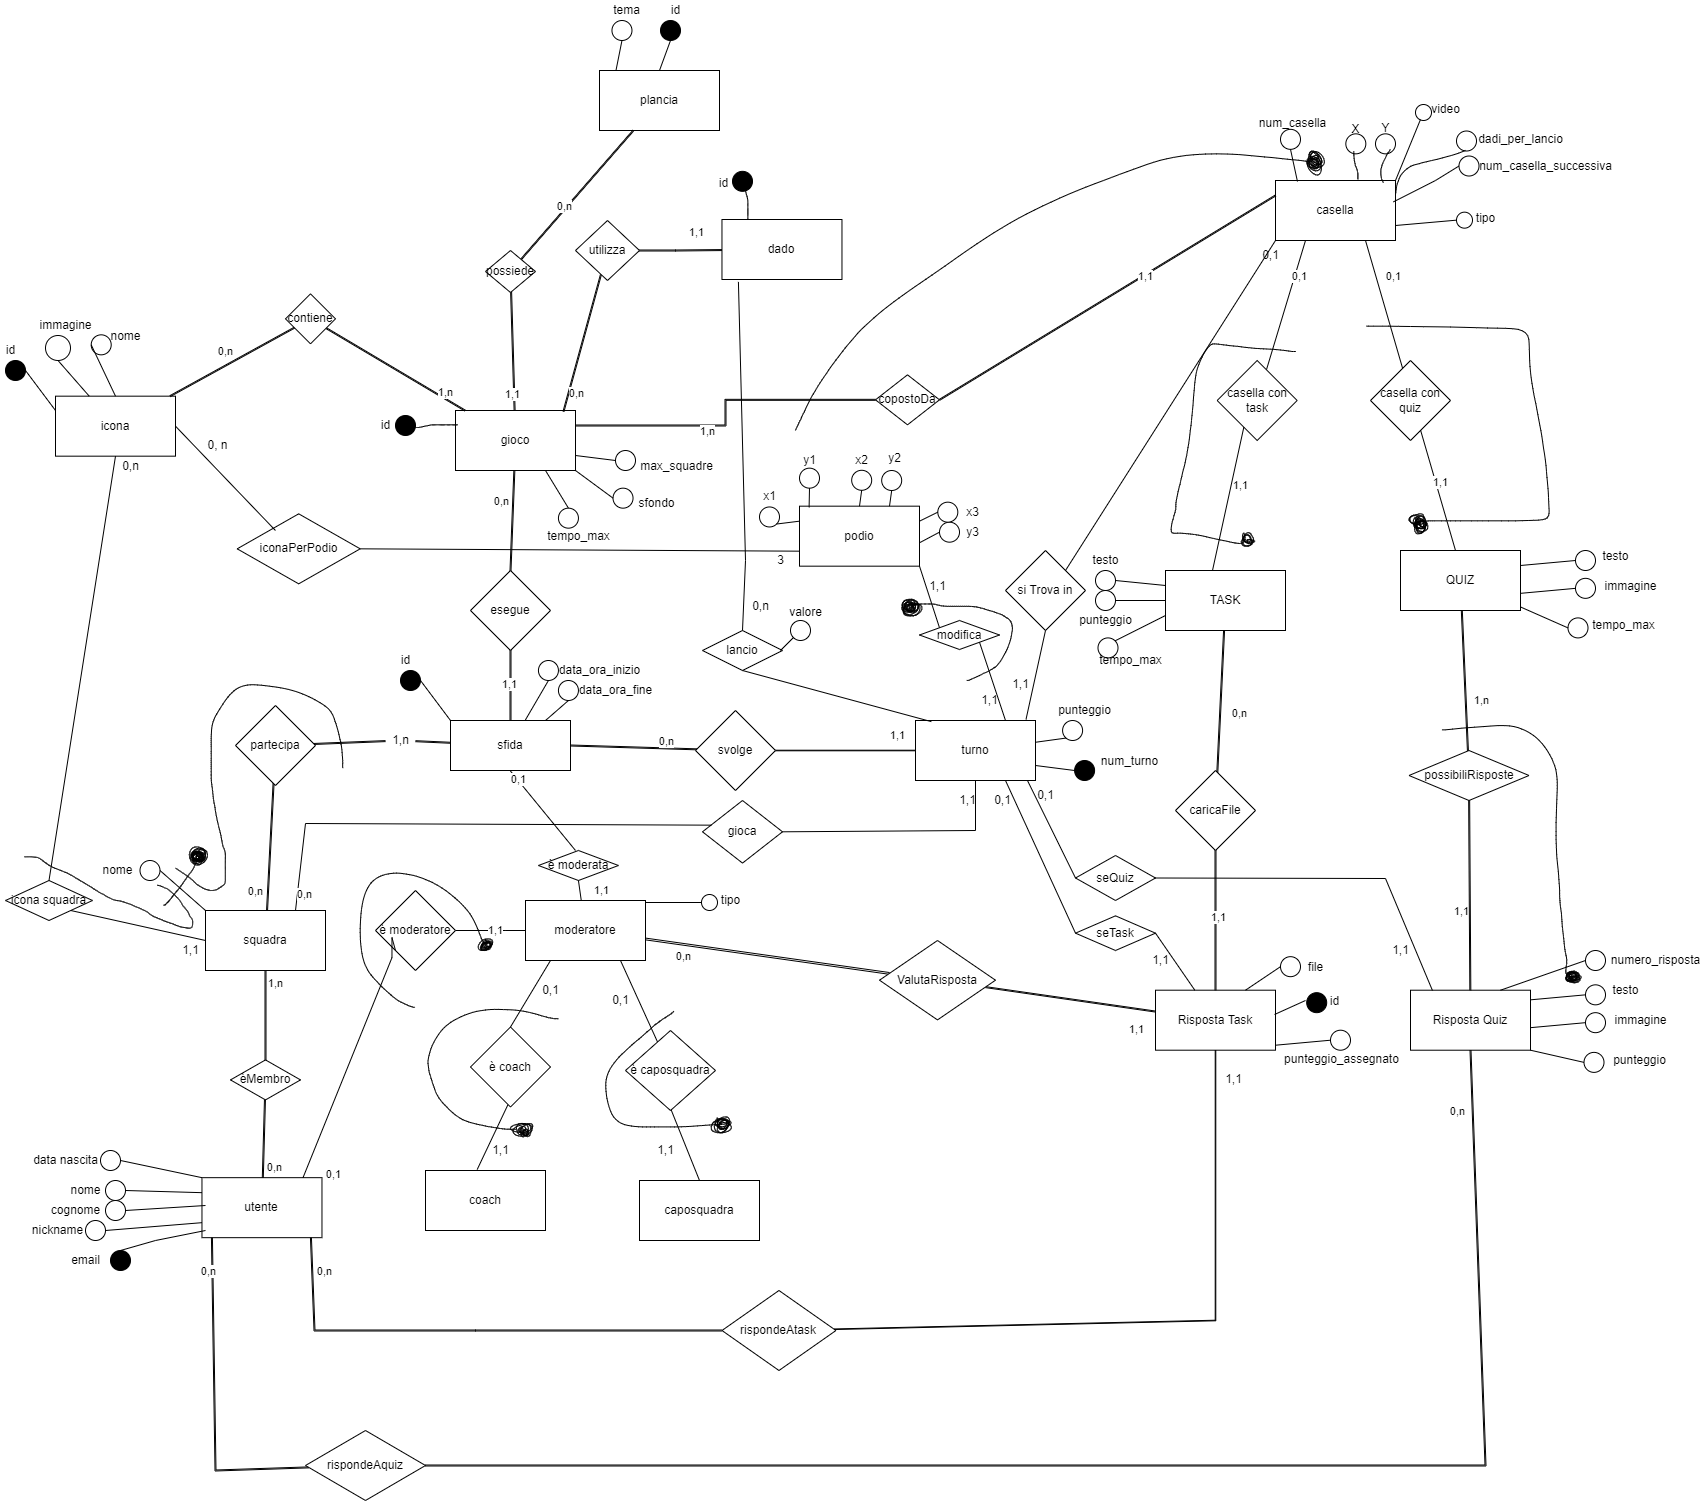 tema
id
plancia
0,n
possiede
id
dado
1,1
utilizza
num_casella
X
Y
video
dadi_per_lancio
num_casella_successiva
tipo
casella
0,1
0,1
0,1
1,1
contiene
immagine
nome
id
0,n
1,n
1,1
0,n
icona
id
gioco
copostoDa
1,n
casella con
task
casella con
quiz
0,n
0, n
max_squadre
sfondo
tempo_max
0,n
y1
x2
y2
x1
x3
y3
podio
1,1
1,1
iconaPerPodio
3
esegue
0,n
valore
lancio
1,1
modifica
1,1
si Trova in
1,1
testo
punteggio
tempo_max
TASK
QUIZ
testo
immagine
tempo_max
id
data_ora_inizio
data_ora_fine
1,1
partecipa
1,n
sfida
0,n
svolge
1,1
turno
punteggio
num_turno
0,n
1,n
possibiliRisposte
0,1
1,1
0,1
0,1
caricaFile
gioca
è moderata
1,1
nome
icona squadra
0,n
0,n
seQuiz
seTask
1,1
1,1
1,1
1,1
squadra
1,1
1,n
è moderatore
1,1
moderatore
tipo
0,n
ValutaRisposta
1,1
file
id
punteggio_assegnato
Risposta Task
1,1
Risposta Quiz
numero_risposta
testo
immagine
punteggio
0,n
0,1
0,1
è coach
è caposquadra
1,1
1,1
coach
caposquadra
eMembro
0,n
0,1
data nascita
nome
cognome
nickname
email
utente
0,n
0,n
rispondeAtask
rispondeAquiz